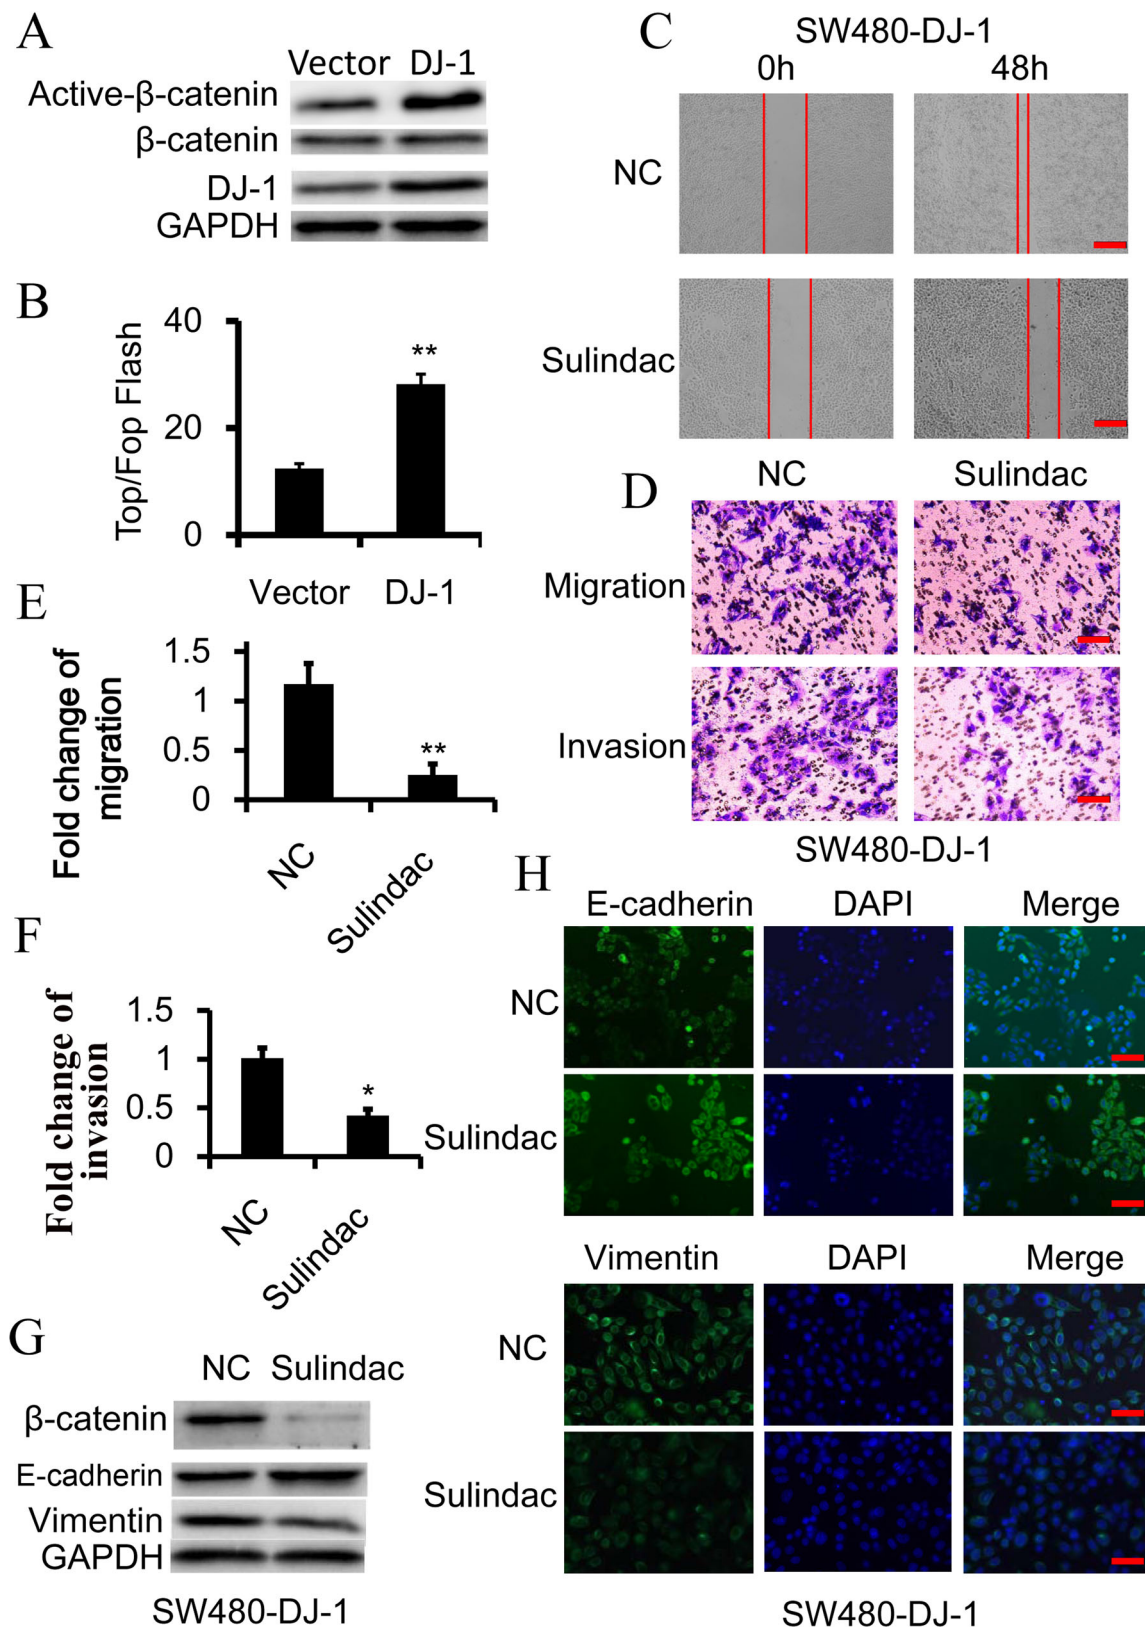 A
Vector DJ-1
Active-β-catenin
β-catenin
DJ-1
GAPDH
B
Top/Fop Flash
40
20
0
**
Vector DJ-1
C
SW480-DJ-1
0h 48h
NC
Sulindac
D
NC Sulindac
Migration
Invasion
SW480-DJ-1
E
Fold change of
migration
1.5
1
0.5
0
**
NC
Sulindac
F
Fold change of
invasion
1.5
1
0.5
0
*
NC
Sulindac
G
NC Sulindac
β-catenin
E-cadherin
Vimentin
GAPDH
SW480-DJ-1
H
E-cadherin DAPI Merge
NC
Sulindac
Vimentin DAPI Merge
NC
Sulindac
SW480-DJ-1